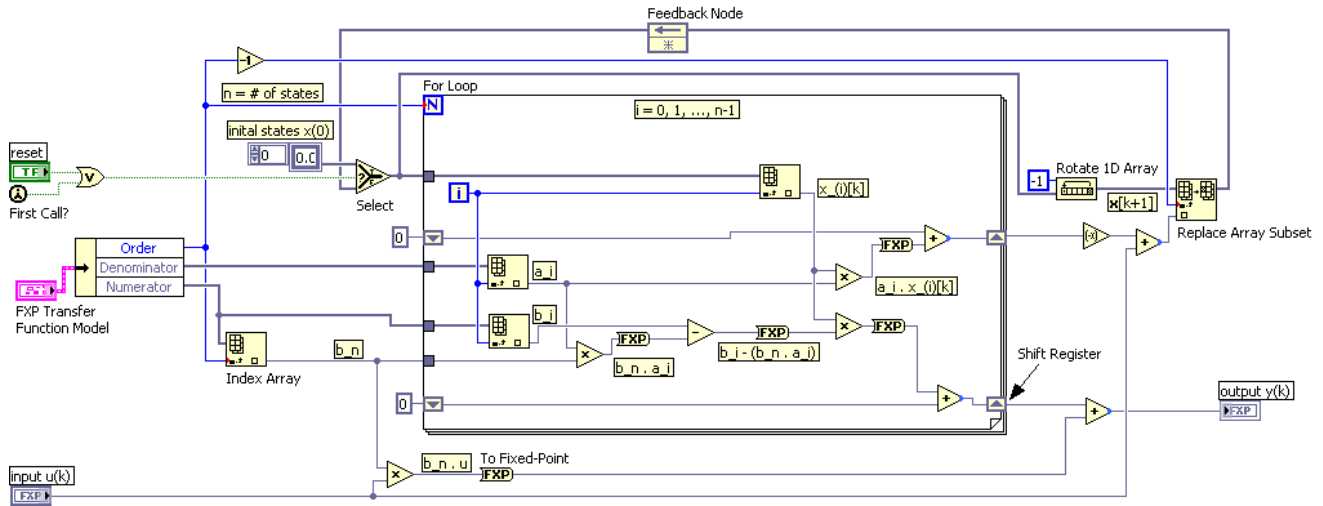 Feedback Node
-1
For Loop
n = # of states
N
i = 0, 1, ..., n-1
inital states x(0)
0
0.0
reset
TF
V
First Call?
?
T
F
Select
i
x_(i)[k]
-1
Rotate 1D Array
x[k+1]
Replace Array Subset
0
+
FXP
(-x)
+
Order
Denominator
Numerator
a_i
×
a_i . x_(i)[k]
FXP Transfer
Function Model
b_i
FXP
-
FXP
×
FXP
b_n
×
b_i - (b_n . a_i)
b_n . a_i
Index Array
Shift Register
0
+
+
output y(k)
FXP
b_n . u
To Fixed-Point
×
FXP
input u(k)
FXP